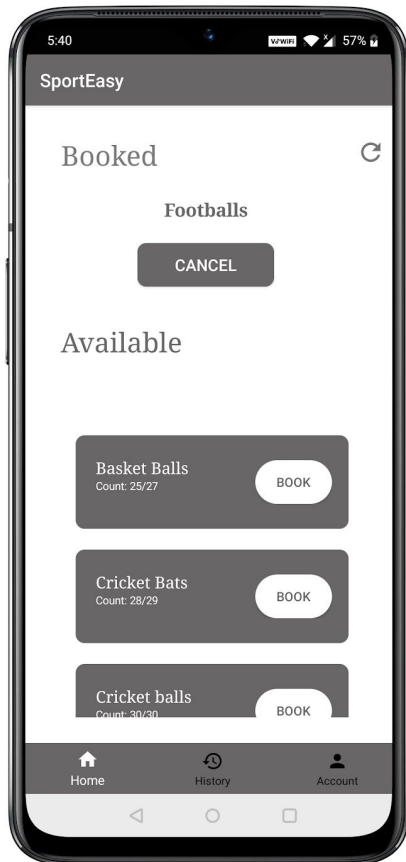 5:40
VoWiFi
X
57%
SportEasy
Booked
Footballs
CANCEL
Available
Basket Balls
Count: 25/27
BOOK
Cricket Bats
Count: 28/29
BOOK
Cricket balls
Count: 30/30
BOOK
Home
History
Account